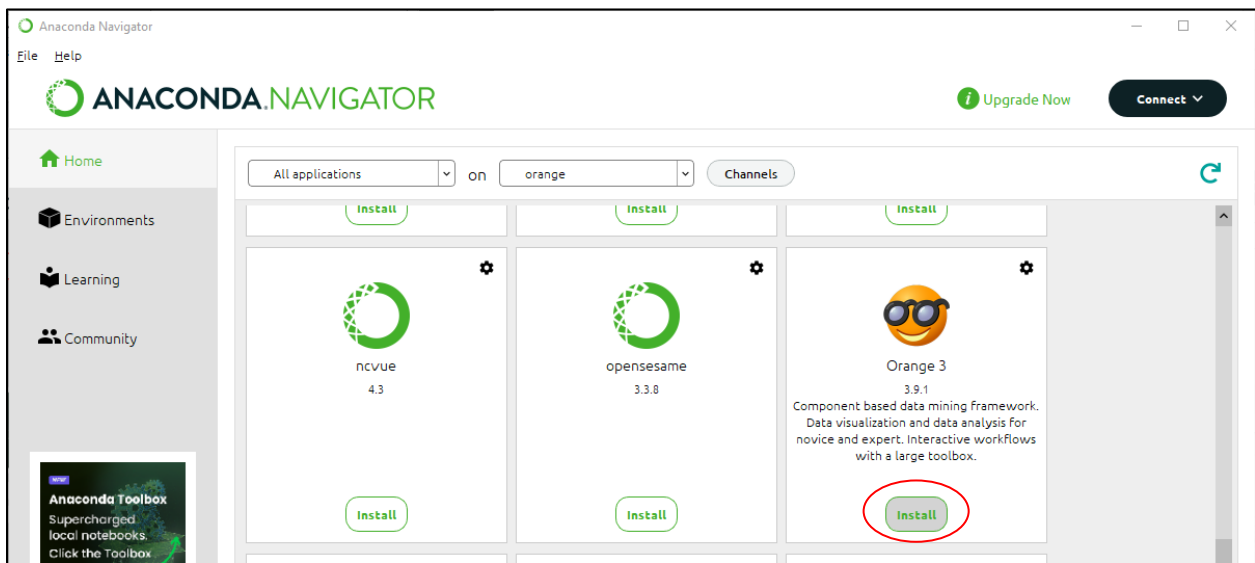 Anaconda Navigator
File Help
ANACONDA.NAVIGATOR
i Upgrade Now
Connect
Home
All applications on orange Channels
Install Install Install
Environments
Learning
Community
ncvue
4.3
Install
opensesame
3.3.8
Install
Orange 3
3.9.1
Component based data mining framework.
Data visualization and data analysis for
novice and expert. Interactive workflows
with a large toolbox.
Install
NEW
Anaconda Toolbox
Supercharged
local notebooks.
Click the Toolbox